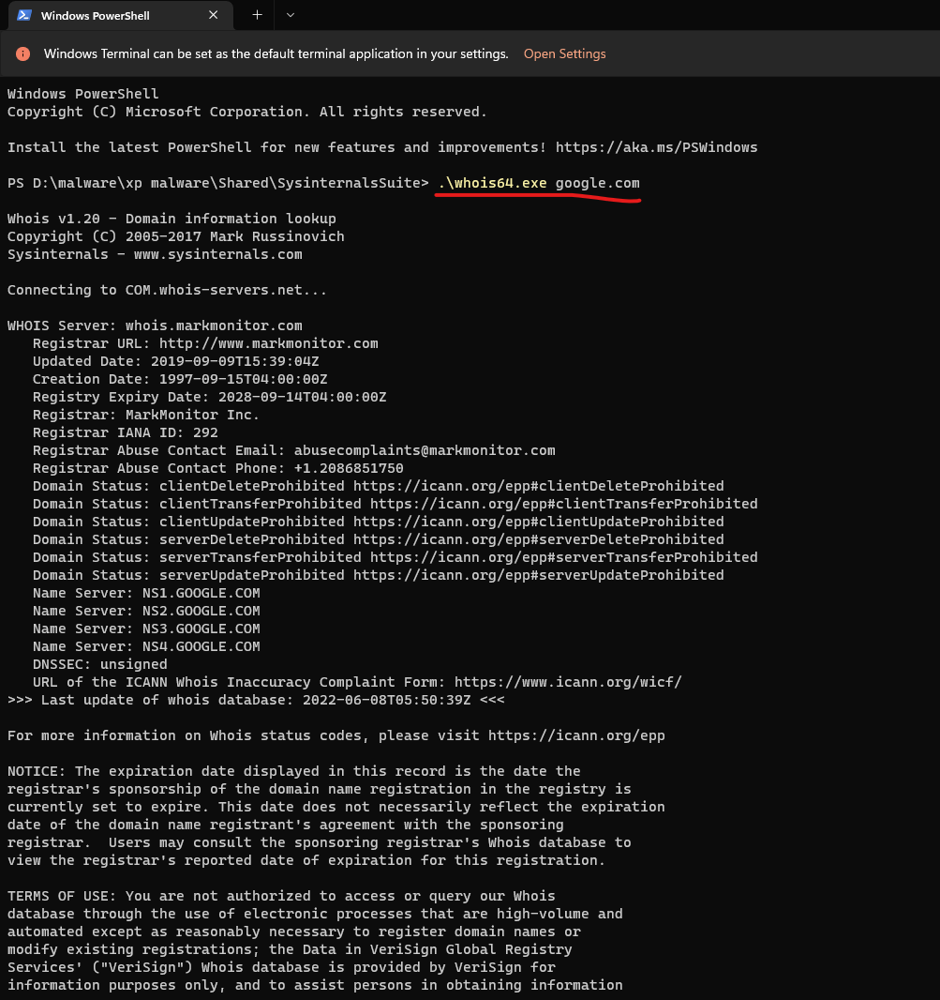 Windows PowerShell
Windows Terminal can be set as the default terminal application in your settings. Open Settings
Windows PowerShell
Copyright (C) Microsoft Corporation. All rights reserved.
Install the latest PowerShell for new features and improvements! https://aka.ms/PSWindows
PS D:\malware\xp malware\Shared\SysinternalsSuite> .\whois64.exe google.com
Whois v1.20 - Domain information lookup
Copyright (C) 2005-2017 Mark Russinovich
Sysinternals - www.sysinternals.com
Connecting to COM.whois-servers.net...
WHOIS Server: whois.markmonitor.com
Registrar URL: http://www.markmonitor.com
Updated Date: 2019-09-09T15:39:04Z
Creation Date: 1997-09-15T04:00:00Z
Registry Expiry Date: 2028-09-14T04:00:00Z
Registrar: MarkMonitor Inc.
Registrar IANA ID: 292
Registrar Abuse Contact Email: abusecomplaints@markmonitor.com
Registrar Abuse Contact Phone: +1.2086851750
Domain Status: clientDeleteProhibited https://icann.org/epp#clientDeleteProhibited
Domain Status: clientTransferProhibited https://icann.org/epp#clientTransferProhibited
Domain Status: clientUpdateProhibited https://icann.org/epp#clientUpdateProhibited
Domain Status: serverDeleteProhibited https://icann.org/epp#serverDeleteProhibited
Domain Status: serverTransferProhibited https://icann.org/epp#serverTransferProhibited
Domain Status: serverUpdateProhibited https://icann.org/epp#serverUpdateProhibited
Name Server: NS1.GOOGLE.COM
Name Server: NS2.GOOGLE.COM
Name Server: NS3.GOOGLE.COM
Name Server: NS4.GOOGLE.COM
DNSSEC: unsigned
URL of the ICANN Whois Inaccuracy Complaint Form: https://www.icann.org/wicf/
>>> Last update of whois database: 2022-06-08T05:50:39Z <<<
For more information on Whois status codes, please visit https://icann.org/epp
NOTICE: The expiration date displayed in this record is the date the
registrar's sponsorship of the domain name registration in the registry is
currently set to expire. This date does not necessarily reflect the expiration
date of the domain name registrant's agreement with the sponsoring
registrar.  Users may consult the sponsoring registrar's Whois database to
view the registrar's reported date of expiration for this registration.
TERMS OF USE: You are not authorized to access or query our Whois
database through the use of electronic processes that are high-volume and
automated except as reasonably necessary to register domain names or
modify existing registrations; the Data in VeriSign Global Registry
Services' ("VeriSign") Whois database is provided by VeriSign for
information purposes only, and to assist persons in obtaining information